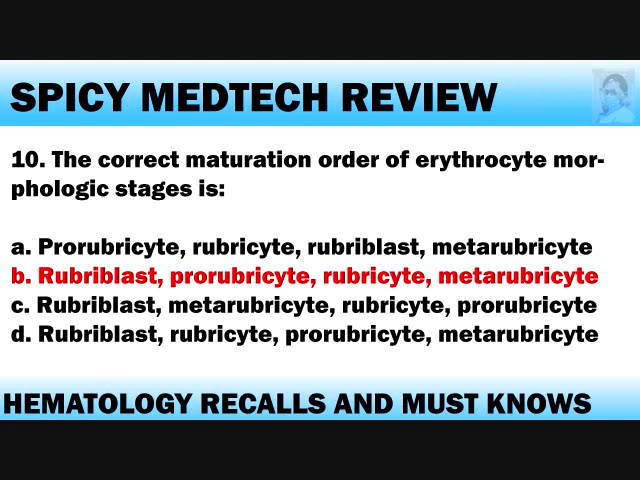 SPICY MEDTECH REVIEW
10. The correct maturation order of erythrocyte mor-
phologic stages is:
a. Prorubricyte, rubricyte, rubriblast, metarubricyte
b. Rubriblast, prorubricyte, rubricyte, metarubricyte
c. Rubriblast, metarubricyte, rubricyte, prorubricyte
d. Rubriblast, rubricyte, prorubricyte, metarubricyte
HEMATOLOGY RECALLS AND MUST KNOWS